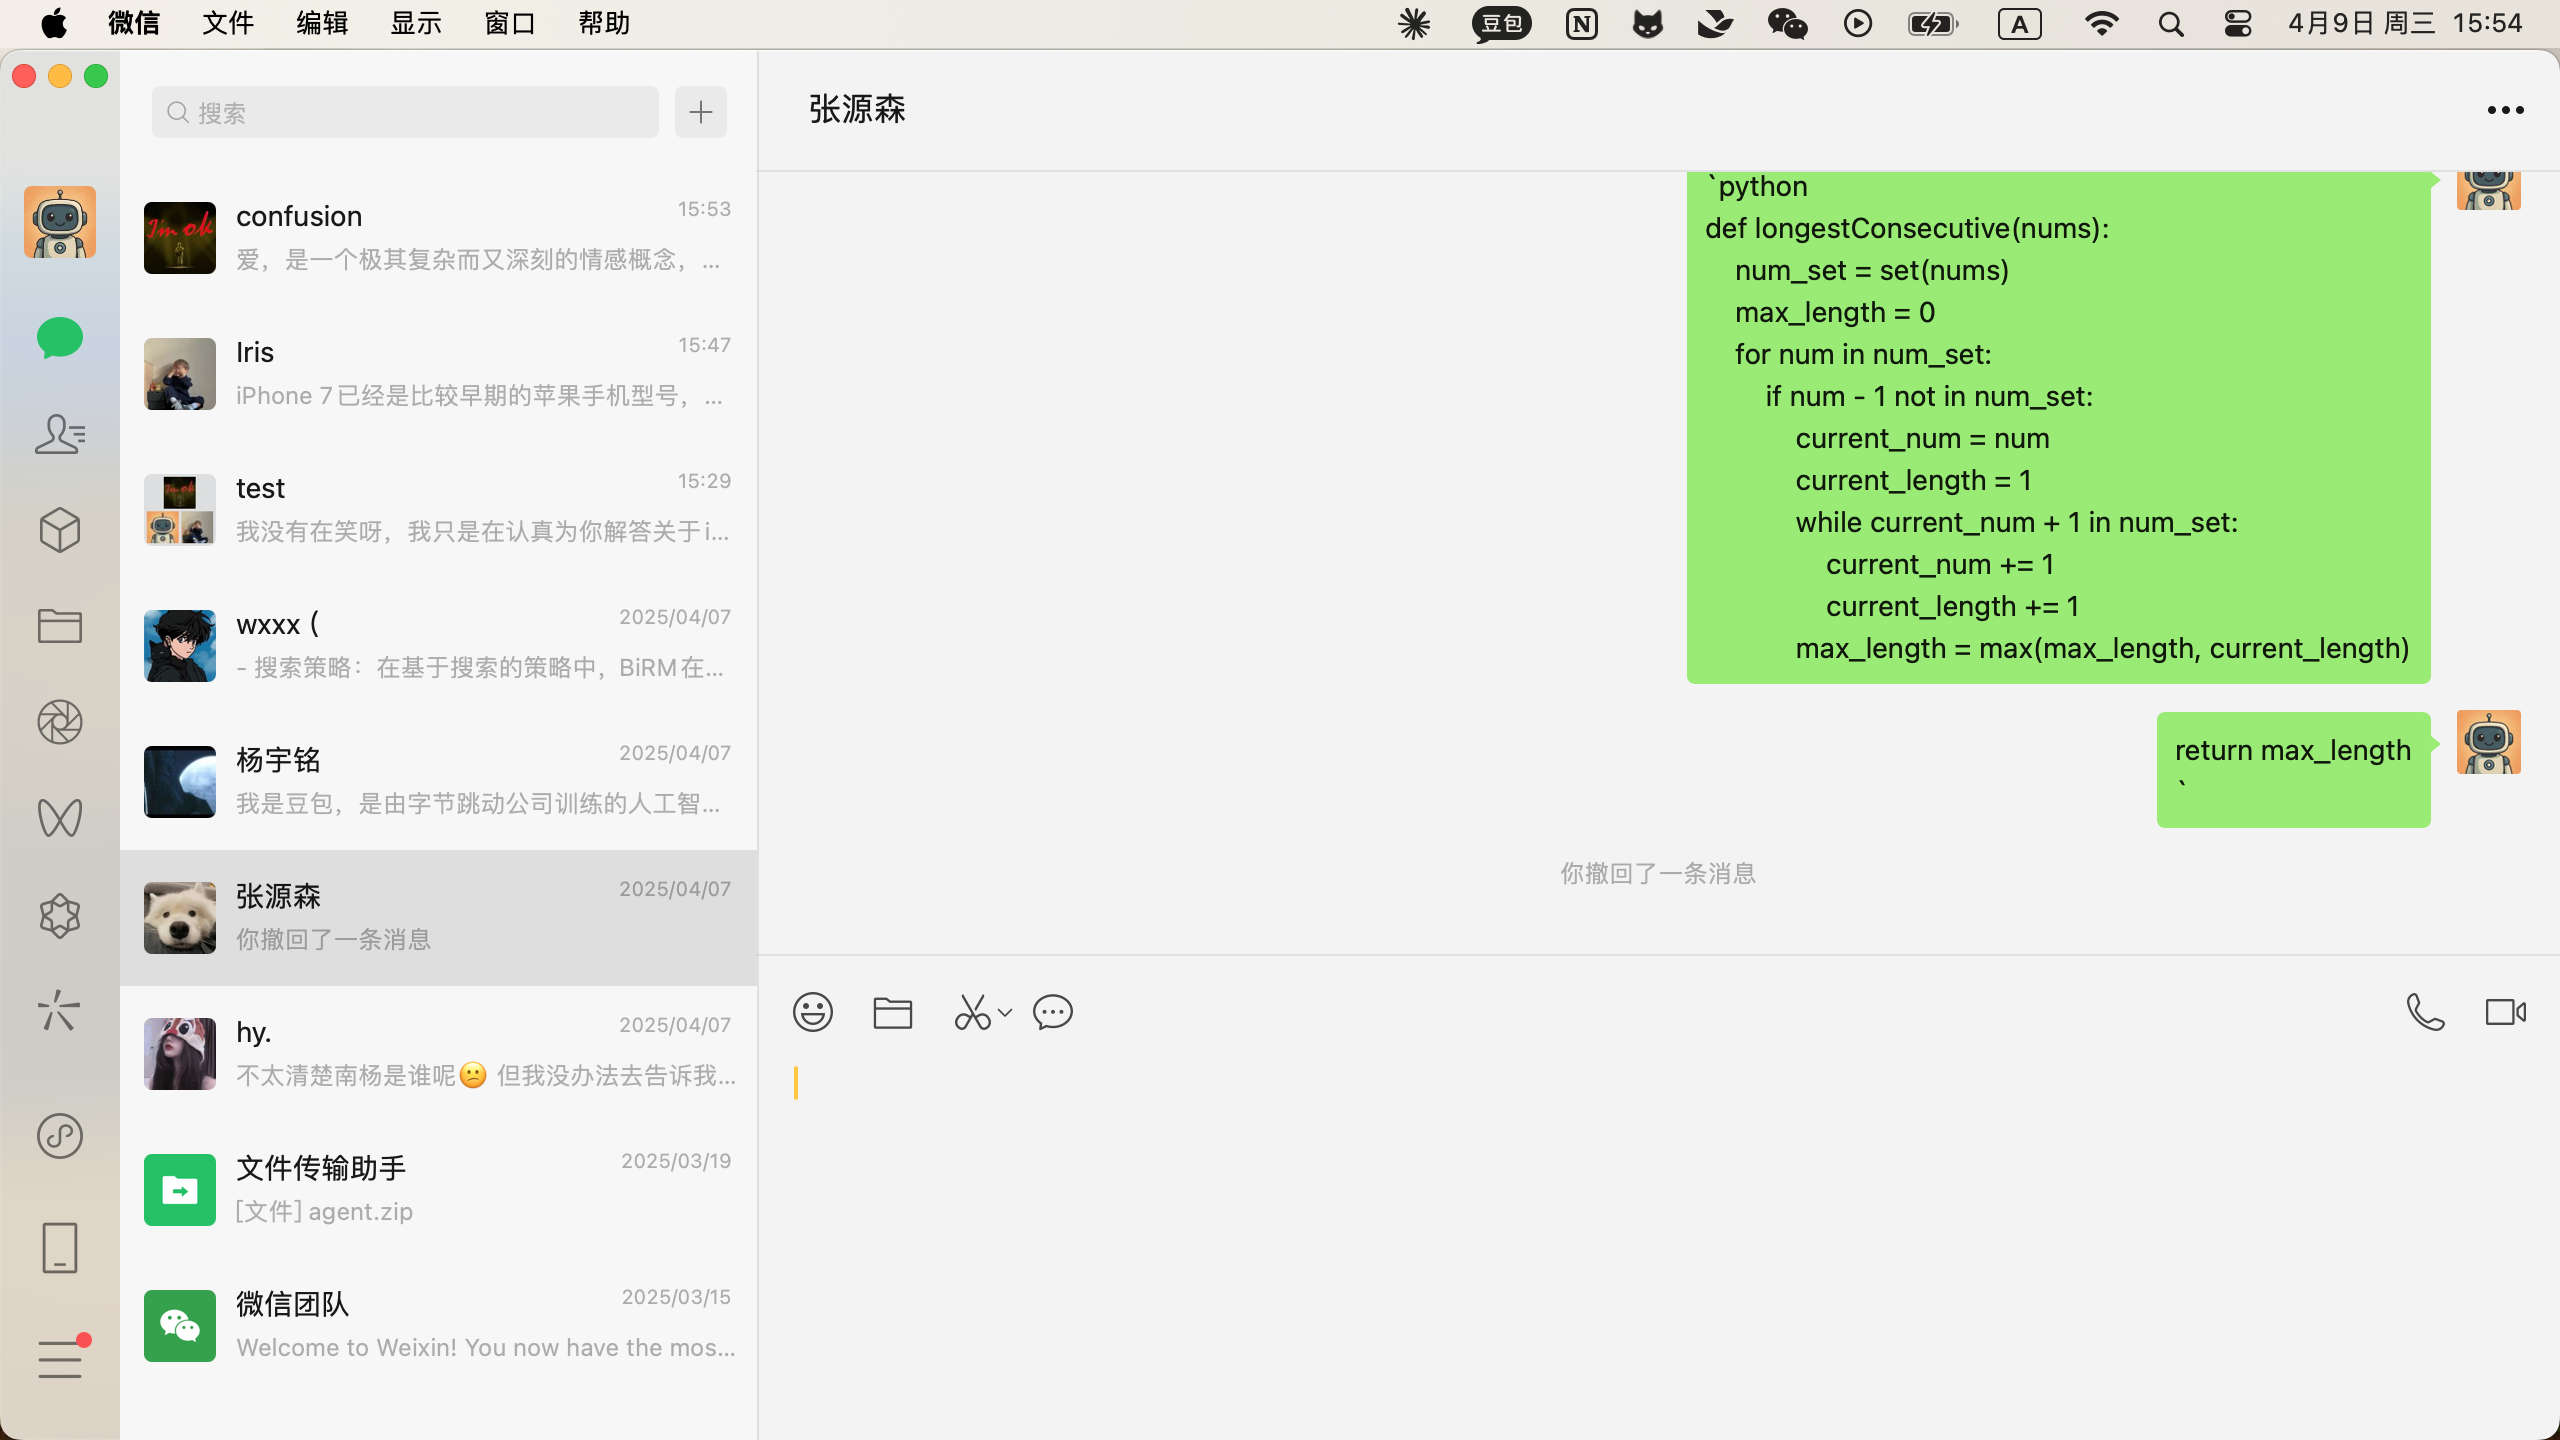 微信 文件 编辑 显示 窗口 帮助 豆包 N A 4月9日 周三 15:54
搜索
confusion 15:53
I'm ok
爱，是一个极其复杂而又深刻的情感概念，...
Iris 15:47
iPhone 7已经是比较早期的苹果手机型号，...
test 15:29
我没有在笑呀，我只是在认真为你解答关于i...
wxxx ( 2025/04/07
- 搜索策略：在基于搜索的策略中，BiRM在...
杨宇铭 2025/04/07
我是豆包，是由字节跳动公司训练的人工智...
张源森 2025/04/07
你撤回了一条消息
hy. 2025/04/07
不太清楚南杨是谁呢😕 但我没办法去告诉我...
文件传输助手 2025/03/19
[文件] agent.zip
微信团队 2025/03/15
Welcome to Weixin! You now have the mos...
张源森
`python
def longestConsecutive(nums):
    num_set = set(nums)
    max_length = 0
    for num in num_set:
        if num - 1 not in num_set:
            current_num = num
            current_length = 1
            while current_num + 1 in num_set:
                current_num += 1
                current_length += 1
            max_length = max(max_length, current_length)
return max_length
`
你撤回了一条消息